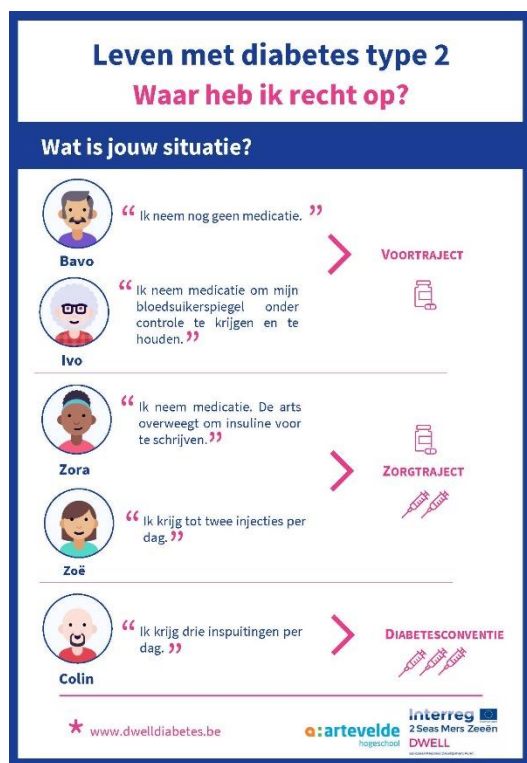 Leven met diabetes type 2
Waar heb ik recht op?
Wat is jouw situatie?
“ Ik neem nog geen medicatie. ”
Bavo
“ Ik neem medicatie om mijn
bloedsuikerspiegel onder
controle te krijgen en te
houden. ”
Ivo
VOORTRAJECT
“ Ik neem medicatie. De arts
overweegt om insuline voor
te schrijven. ”
Zora
“ Ik krijg tot twee injecties per
dag. ”
Zoë
ZORGTRAJECT
“ Ik krijg drie inspuitingen per
dag. ”
Colin
DIABETESCONVENTIE
* www.dwelldiabetes.be
a:artevelde
hogeschool
Interreg
2 Seas Mers Zeeën
DWELL